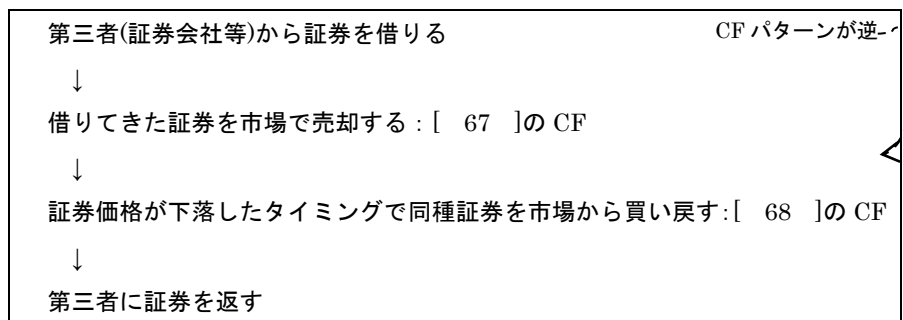 第三者(証券会社等)から証券を借りる CF パターンが逆
↓
借りてきた証券を市場で売却する：[ 67 ]の CF
↓
証券価格が下落したタイミングで同種証券を市場から買い戻す:[ 68 ]の CF
↓
第三者に証券を返す